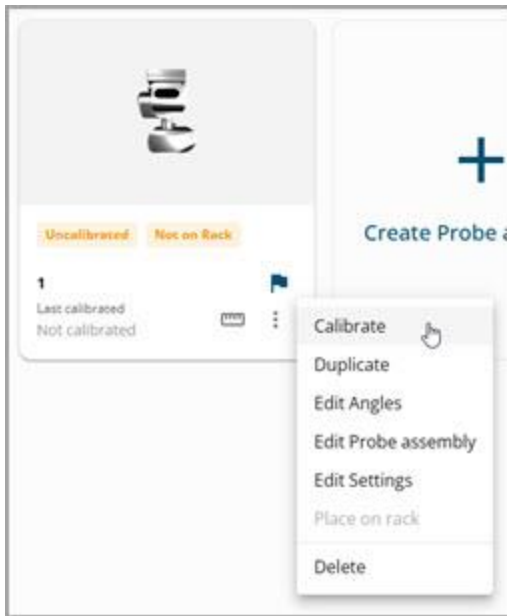 Uncalibrated Not on Rack
1
Last calibrated
Not calibrated
Create Probe a
Calibrate
Duplicate
Edit Angles
Edit Probe assembly
Edit Settings
Place on rack
Delete